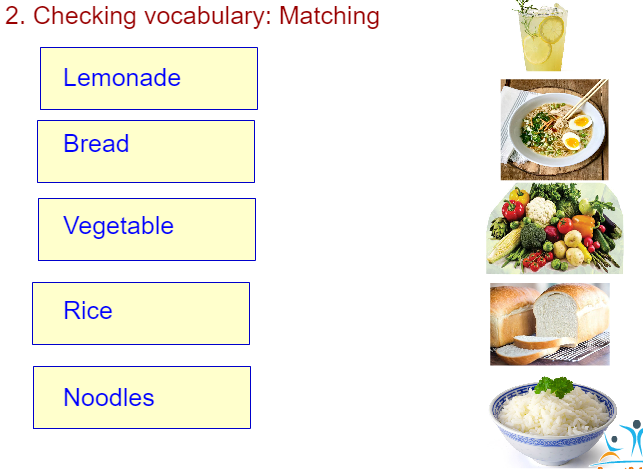 2. Checking vocabulary: Matching
Lemonade
Bread
Vegetable
Rice
Noodles